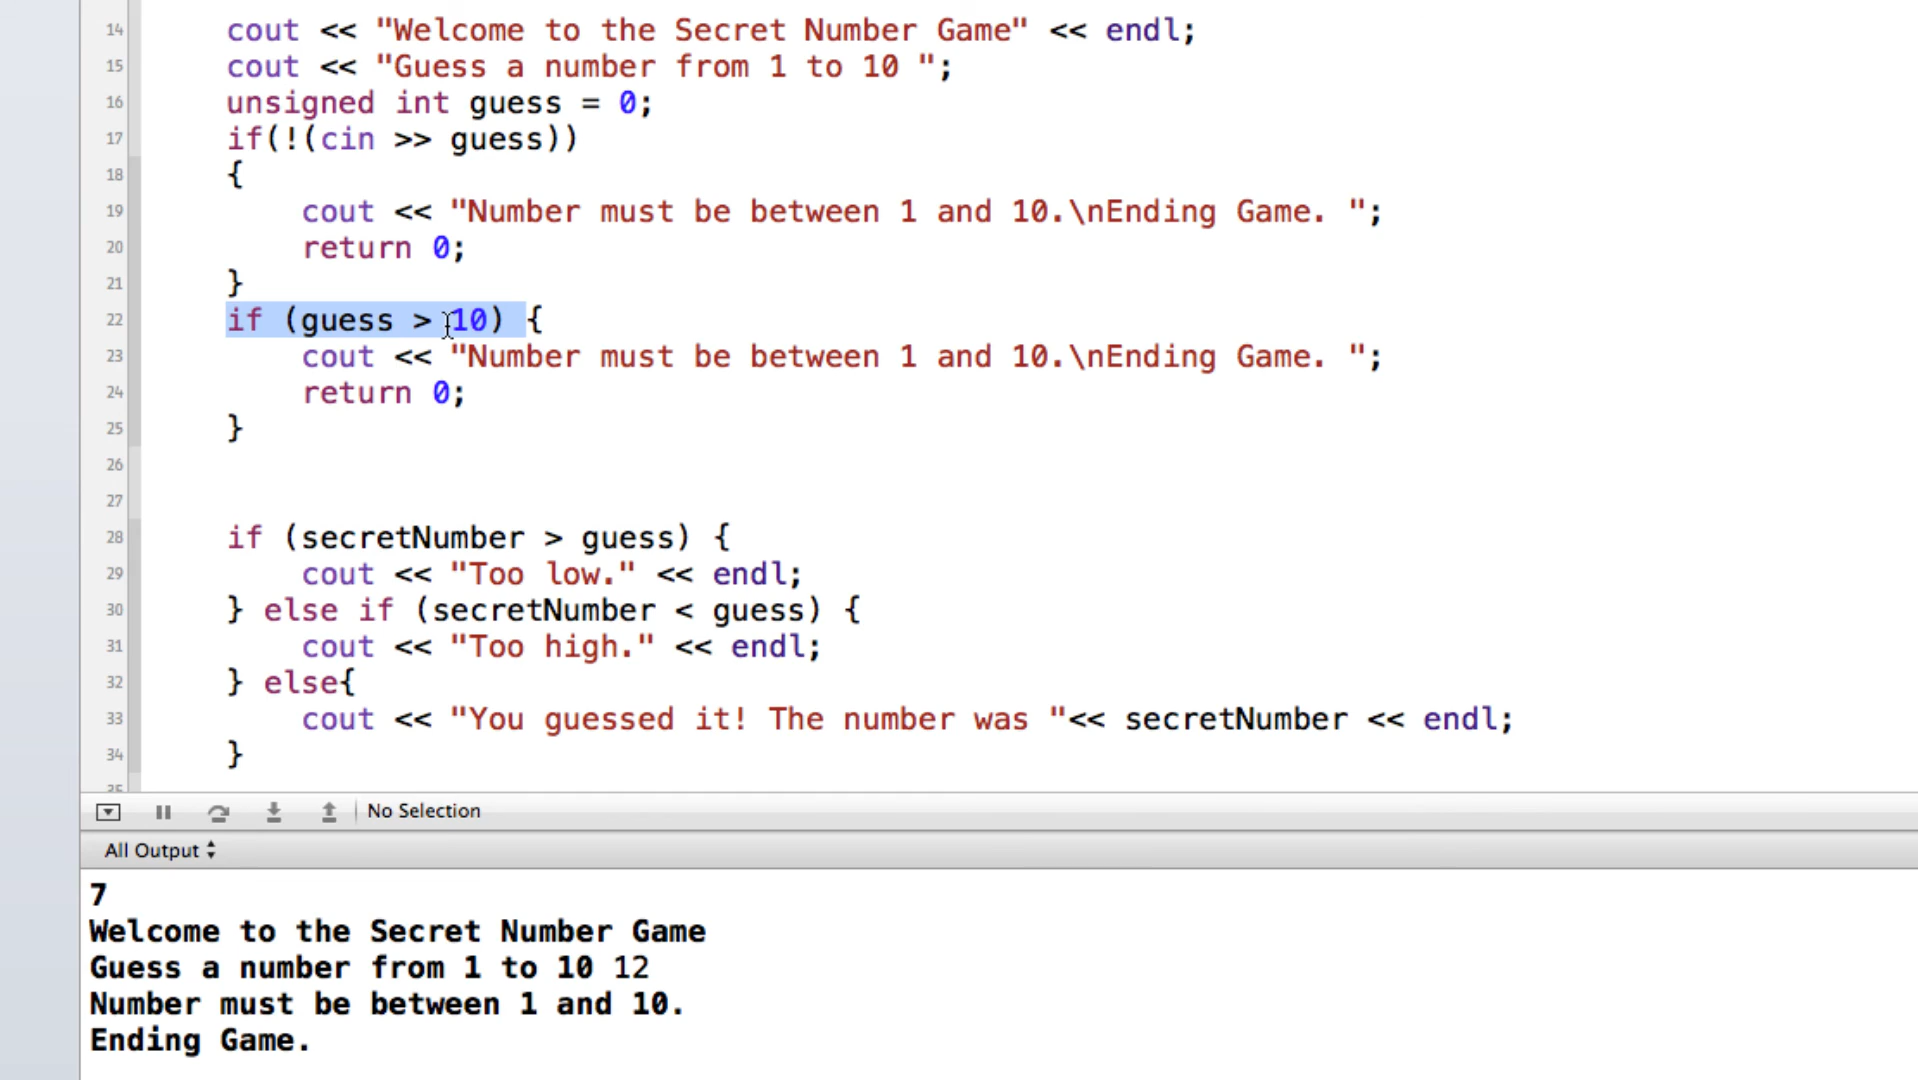 14 cout << "Welcome to the Secret Number Game" << endl;
15 cout << "Guess a number from 1 to 10 ";
16 unsigned int guess = 0;
17 if(!(cin >> guess))
18 {
19 cout << "Number must be between 1 and 10.\nEnding Game. ";
20 return 0;
21 }
22 if (guess > 10) {
23 cout << "Number must be between 1 and 10.\nEnding Game. ";
24 return 0;
25 }
26
27
28 if (secretNumber > guess) {
29 cout << "Too low." << endl;
30 } else if (secretNumber < guess) {
31 cout << "Too high." << endl;
32 } else{
33 cout << "You guessed it! The number was "<< secretNumber << endl;
34 }
35
No Selection
All Output
7
Welcome to the Secret Number Game
Guess a number from 1 to 10 12
Number must be between 1 and 10.
Ending Game.